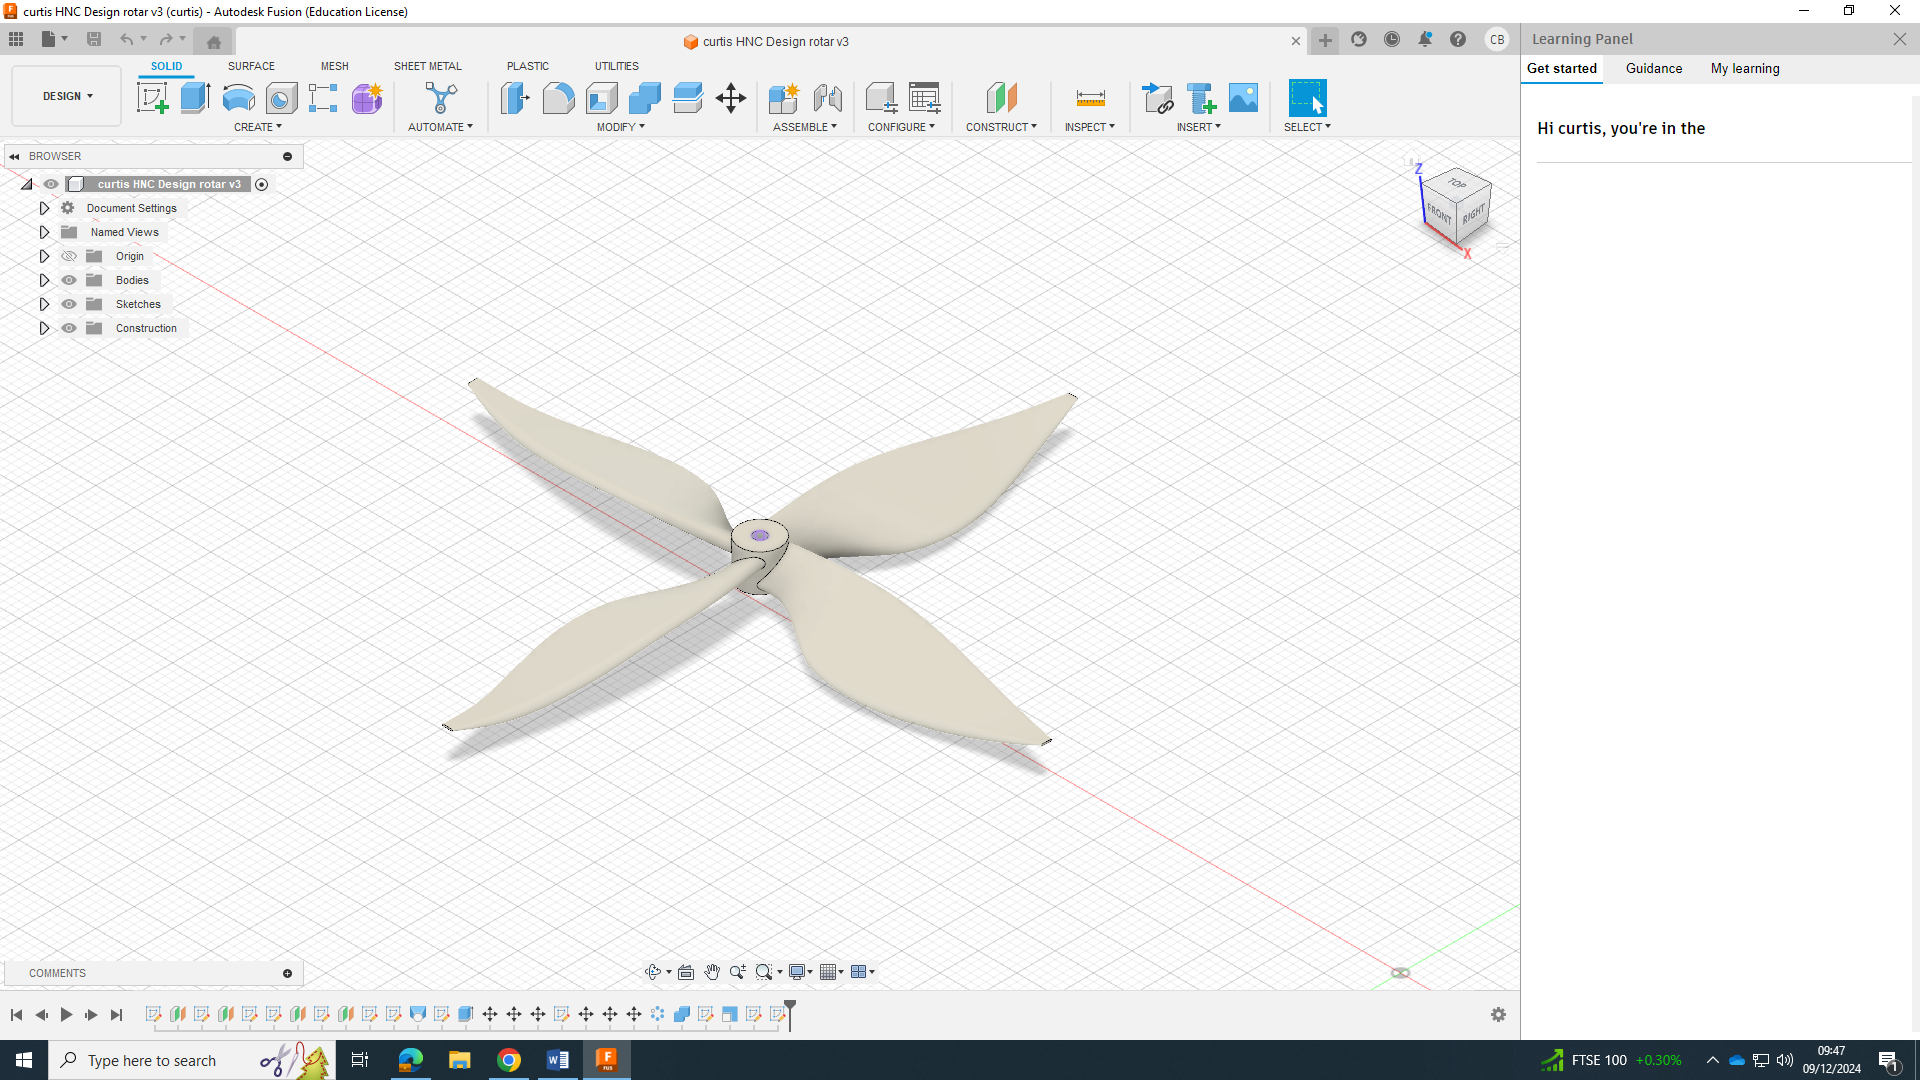 curtis HNC Design rotar v3 (curtis) - Autodesk Fusion (Education License)
curtis HNC Design rotar v3
CB
Learning Panel
Get started Guidance My learning
Hi curtis, you're in the
SOLID SURFACE MESH SHEET METAL PLASTIC UTILITIES
DESIGN
CREATE AUTOMATE MODIFY ASSEMBLE CONFIGURE CONSTRUCT INSPECT INSERT SELECT
BROWSER
curtis HNC Design rotar v3
Document Settings
Named Views
Origin
Bodies
Sketches
Construction
Z
TOP
FRONT
RIGHT
X
COMMENTS
Type here to search
FTSE 100 +0.30%
09:47
09/12/2024
1